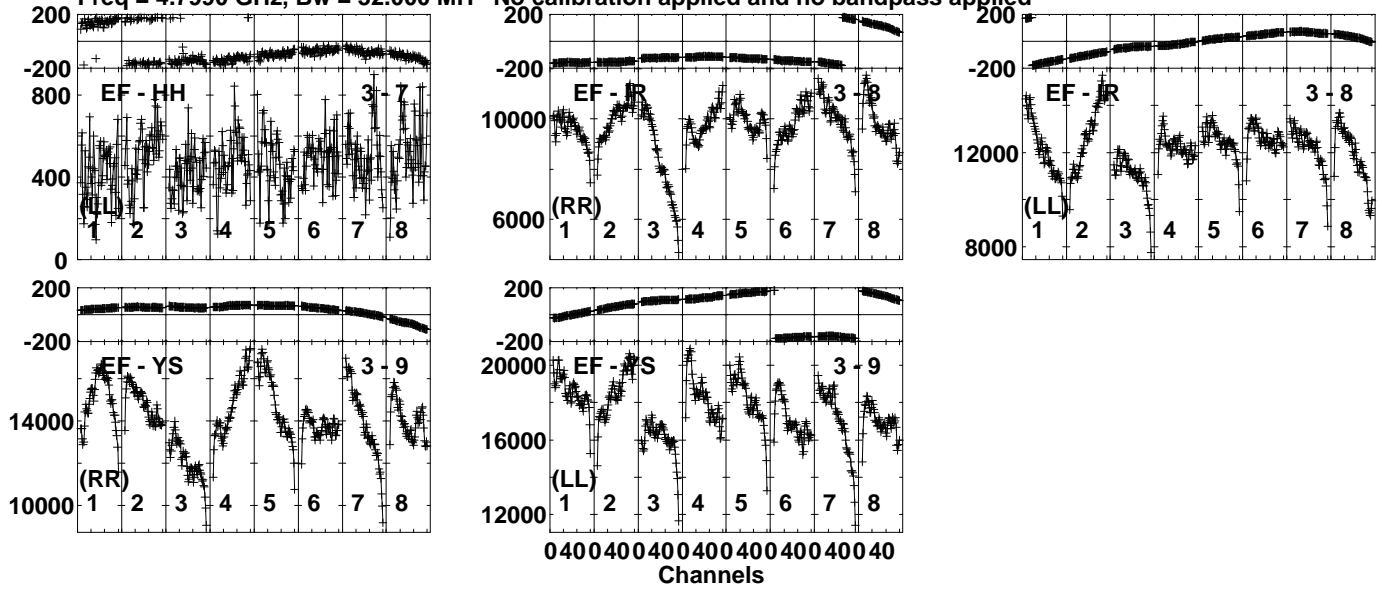 Freq = 4.7990 GHz, Bw = 32.000 MH No calibration applied and no bandpass applied
200
-200
800
400
0
EF - HH 3 - 7
(LL)
1 2 3 4 5 6 7 8
200
-200
10000
6000
EF - IR 3 - 8
(RR)
1 2 3 4 5 6 7 8
200
-200
12000
8000
EF - IR 3 - 8
(LL)
1 2 3 4 5 6 7 8
200
-200
14000
10000
EF - YS 3 - 9
(RR)
1 2 3 4 5 6 7 8
200
-200
20000
16000
12000
EF - YS 3 - 9
(LL)
1 2 3 4 5 6 7 8
0 40 0 40 0 40 0 40 0 40 0 40 0 40 0 40
Channels